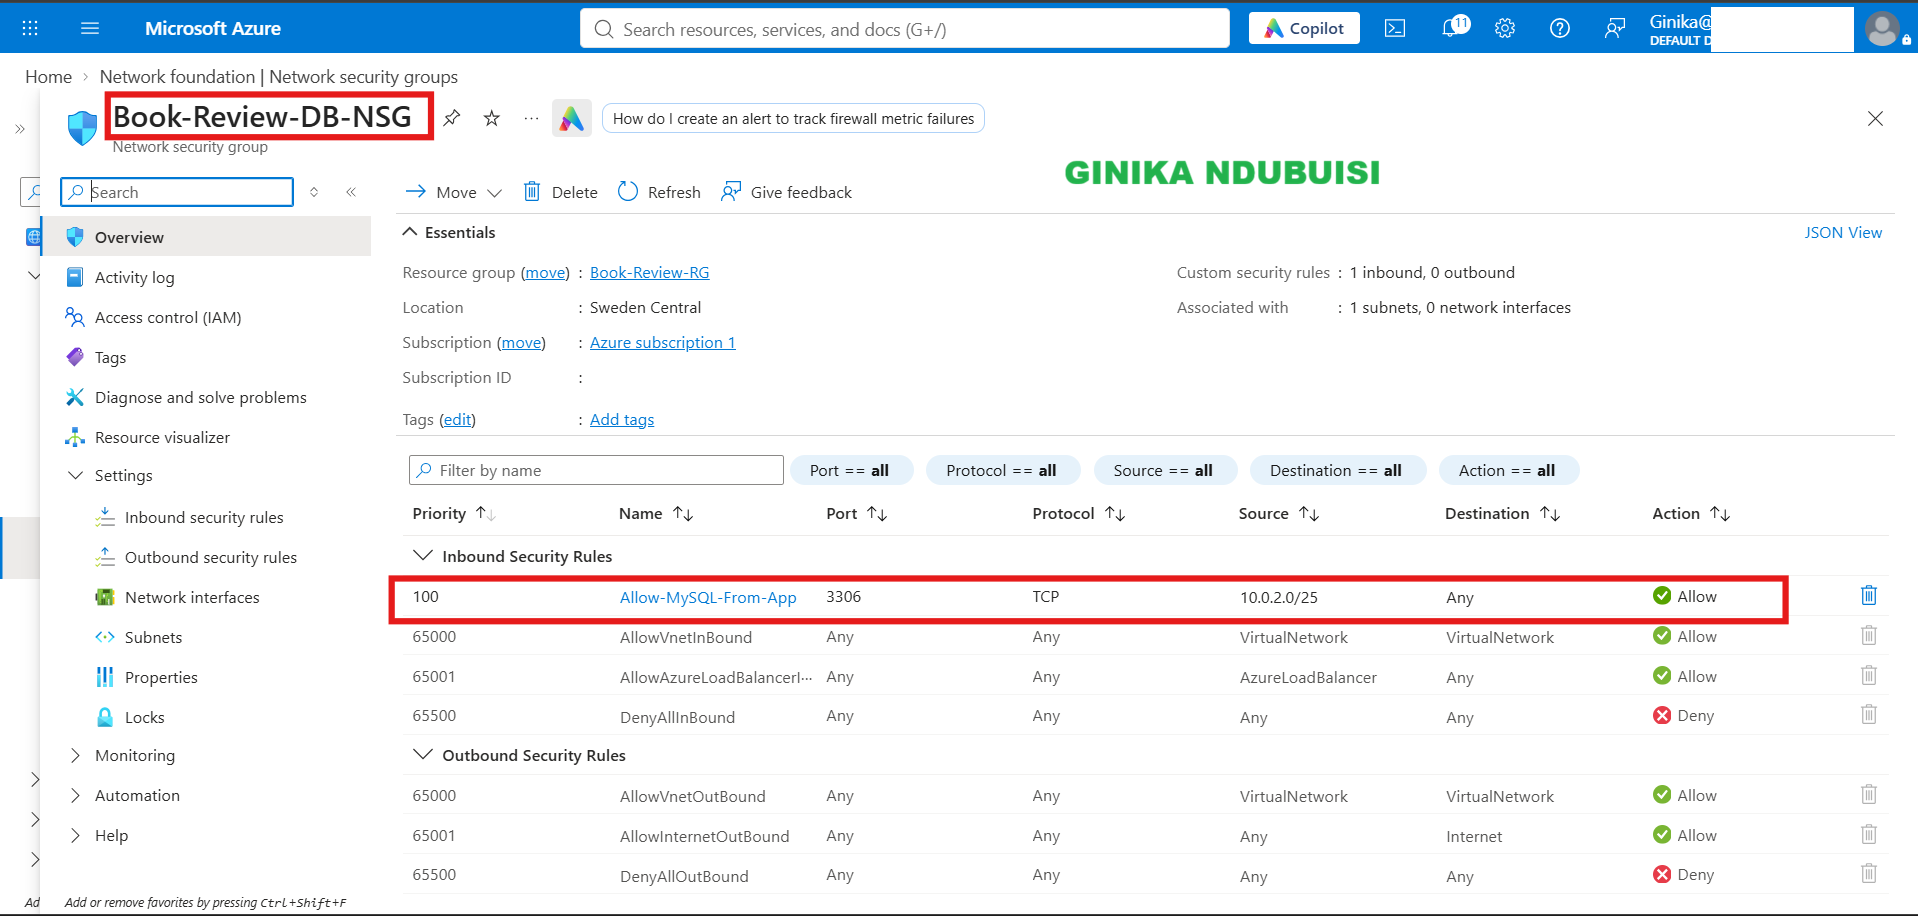 Microsoft Azure
Search resources, services, and docs (G+/)
Copilot
11
Ginika@
DEFAULT D
Home > Network foundation | Network security groups
Book-Review-DB-NSG
Network security group
How do I create an alert to track firewall metric failures
GINIKA NDUBUISI
Search
Move
Delete
Refresh
Give feedback
Overview
Activity log
Access control (IAM)
Tags
Diagnose and solve problems
Resource visualizer
Settings
Inbound security rules
Outbound security rules
Network interfaces
Subnets
Properties
Locks
Monitoring
Automation
Help
Ad
Add or remove favorites by pressing Ctrl+Shift+F
Essentials
JSON View
Resource group (move) : Book-Review-RG
Location : Sweden Central
Subscription (move) : Azure subscription 1
Subscription ID :
Tags (edit) : Add tags
Custom security rules : 1 inbound, 0 outbound
Associated with : 1 subnets, 0 network interfaces
Filter by name
Port == all
Protocol == all
Source == all
Destination == all
Action == all
Priority Name Port Protocol Source Destination Action
Inbound Security Rules
100 Allow-MySQL-From-App 3306 TCP 10.0.2.0/25 Any Allow
65000 AllowVnetInBound Any Any VirtualNetwork VirtualNetwork Allow
65001 AllowAzureLoadBalancerI... Any Any AzureLoadBalancer Any Allow
65500 DenyAllInBound Any Any Any Any Deny
Outbound Security Rules
65000 AllowVnetOutBound Any Any VirtualNetwork VirtualNetwork Allow
65001 AllowInternetOutBound Any Any Any Internet Allow
65500 DenyAllOutBound Any Any Any Any Deny